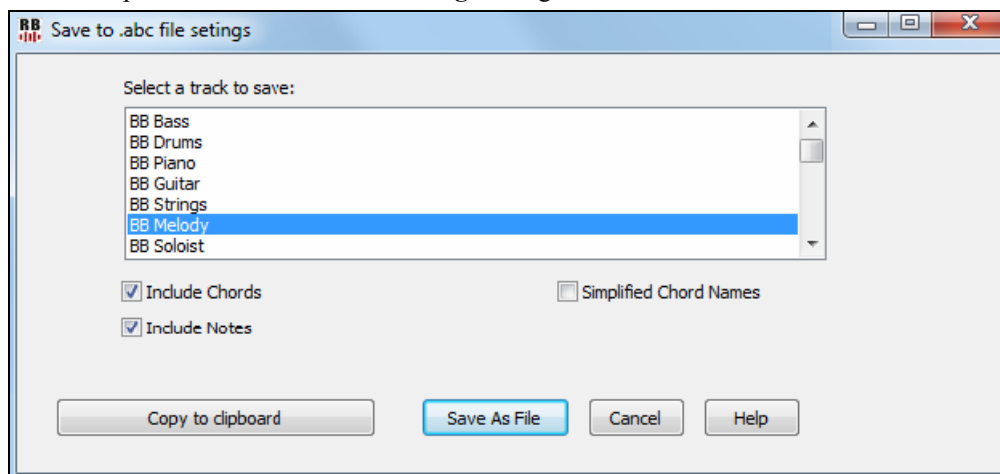 RB Save to .abc file setings
Select a track to save:
BB Bass
BB Drums
BB Piano
BB Guitar
BB Strings
BB Melody
BB Soloist
Include Chords Simplified Chord Names
Include Notes
Copy to clipboard Save As File Cancel Help